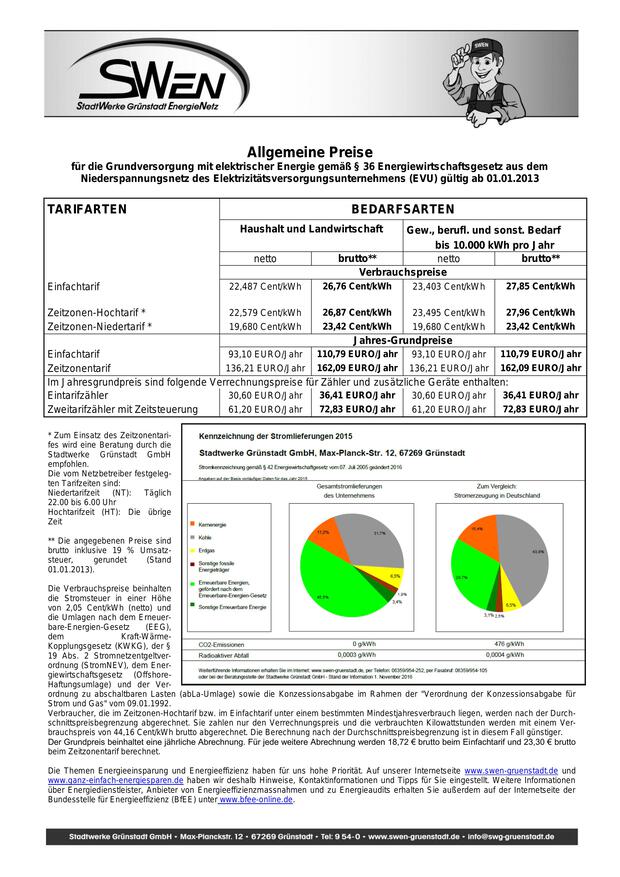 SWEN
StadtWerke Grünstadt EnergieNetz
SWEN
Allgemeine Preise
für die Grundversorgung mit elektrischer Energie gemäß § 36 Energiewirtschaftsgesetz aus dem
Niederspannungsnetz des Elektrizitätsversorgungsunternehmens (EVU) gültig ab 01.01.2013
TARIFARTEN BEDARFSARTEN
Haushalt und Landwirtschaft Gew., berufl. und sonst. Bedarf
bis 10.000 kWh pro Jahr
netto brutto** netto brutto**
Verbrauchspreise
Einfachtarif 22,487 Cent/kWh 26,76 Cent/kWh 23,403 Cent/kWh 27,85 Cent/kWh
Zeitzonen-Hochtarif * 22,579 Cent/kWh 26,87 Cent/kWh 23,495 Cent/kWh 27,96 Cent/kWh
Zeitzonen-Niedertarif * 19,680 Cent/kWh 23,42 Cent/kWh 19,680 Cent/kWh 23,42 Cent/kWh
Jahres-Grundpreise
Einfachtarif 93,10 EURO/Jahr 110,79 EURO/Jahr 93,10 EURO/Jahr 110,79 EURO/Jahr
Zeitzonentarif 136,21 EURO/Jahr 162,09 EURO/Jahr 136,21 EURO/Jahr 162,09 EURO/Jahr
Im Jahresgrundpreis sind folgende Verrechnungspreise für Zähler und zusätzliche Geräte enthalten:
Eintarifzähler 30,60 EURO/Jahr 36,41 EURO/Jahr 30,60 EURO/Jahr 36,41 EURO/Jahr
Zweitarifzähler mit Zeitsteuerung 61,20 EURO/Jahr 72,83 EURO/Jahr 61,20 EURO/Jahr 72,83 EURO/Jahr
* Zum Einsatz des Zeitzonentari-
fes wird eine Beratung durch die
Stadtwerke Grünstadt GmbH
empfohlen.
Die vom Netzbetreiber festgeleg-
ten Tarifzeiten sind:
Niedertarifzeit (NT): Täglich
22.00 bis 6.00 Uhr
Hochtarifzeit (HT): Die übrige
Zeit
** Die angegebenen Preise sind
brutto inklusive 19 % Umsatz-
steuer, gerundet (Stand
01.01.2013).
Die Verbrauchspreise beinhalten
die Stromsteuer in einer Höhe
von 2,05 Cent/kWh (netto) und
die Umlagen nach dem Erneuer-
bare-Energien-Gesetz (EEG),
dem Kraft-Wärme-
Kopplungsgesetz (KWKG), der §
19 Abs. 2 Stromnetzentgeltver-
ordnung (StromNEV), dem Ener-
giewirtschaftsgesetz (Offshore-
Haftungsumlage) und der Ver-
Kennzeichnung der Stromlieferungen 2015
Stadtwerke Grünstadt GmbH, Max-Planck-Str. 12, 67269 Grünstadt
Stromkennzeichnung gemäß § 42 Energiewirtschaftsgesetz vom 07. Juli 2005 geändert 2016
Angaben auf Basis vorläufiger Daten für das Jahr 2015
Gesamtstromlieferungen
des Unternehmens
Zum Vergleich:
Stromerzeugung in Deutschland
Kernenergie
Kohle
Erdgas
Sonstige fossile
Energieträger
Erneuerbare Energien,
gefördert nach dem
Erneuerbare-Energien-Gesetz
Sonstige Erneuerbare Energie
31,7%
6,5%
1,9%
3,4%
15,4%
43,8%
6,5%
2,5%
3,1%
CO2-Emissionen 0 g/kWh 476 g/kWh
Radioaktiver Abfall 0,0003 g/kWh 0,0004 g/kWh
Weiterführende Informationen erhalten Sie im Internet: www.swen-gruenstadt.de, per Telefon: 06359/954-252, per Faxabruf: 06359/954-105
oder bei der Beratungsstelle der Stadtwerke Grünstadt GmbH - Stand der Information 1. November 2016
ordnung zu abschaltbaren Lasten (abLa-Umlage) sowie die Konzessionsabgabe im Rahmen der "Verordnung der Konzessionsabgabe für
Strom und Gas" vom 09.01.1992.
Verbraucher, die im Zeitzonen-Hochtarif bzw. im Einfachtarif unter einem bestimmten Mindestjahresverbrauch liegen, werden nach der Durch-
schnittspreisbegrenzung abgerechnet. Sie zahlen nur den Verrechnungspreis und die verbrauchten Kilowattstunden werden mit einem Ver-
brauchspreis von 44,16 Cent/kWh brutto abgerechnet. Die Berechnung nach der Durchschnittspreisbegrenzung ist in diesem Fall günstiger.
Der Grundpreis beinhaltet eine jährliche Abrechnung. Für jede weitere Abrechnung werden 18,72 € brutto beim Einfachtarif und 23,30 € brutto
beim Zeitzonentarif berechnet.
Die Themen Energieeinsparung und Energieeffizienz haben für uns hohe Priorität. Auf unserer Internetseite www.swen-gruenstadt.de und
www.ganz-einfach-energiesparen.de haben wir deshalb Hinweise, Kontaktinformationen und Tipps für Sie eingestellt. Weitere Informationen
über Energiedienstleister, Anbieter von Energieeffizienzmassnahmen und zu Energieaudits erhalten Sie außerdem auf der Internetseite der
Bundesstelle für Energieeffizienz (BfEE) unter www.bfee-online.de.
Stadtwerke Grünstadt GmbH • Max-Planckstr. 12 • 67269 Grünstadt • Tel: 9 54-0 • www.swen-gruenstadt.de • info@swg-gruenstadt.de